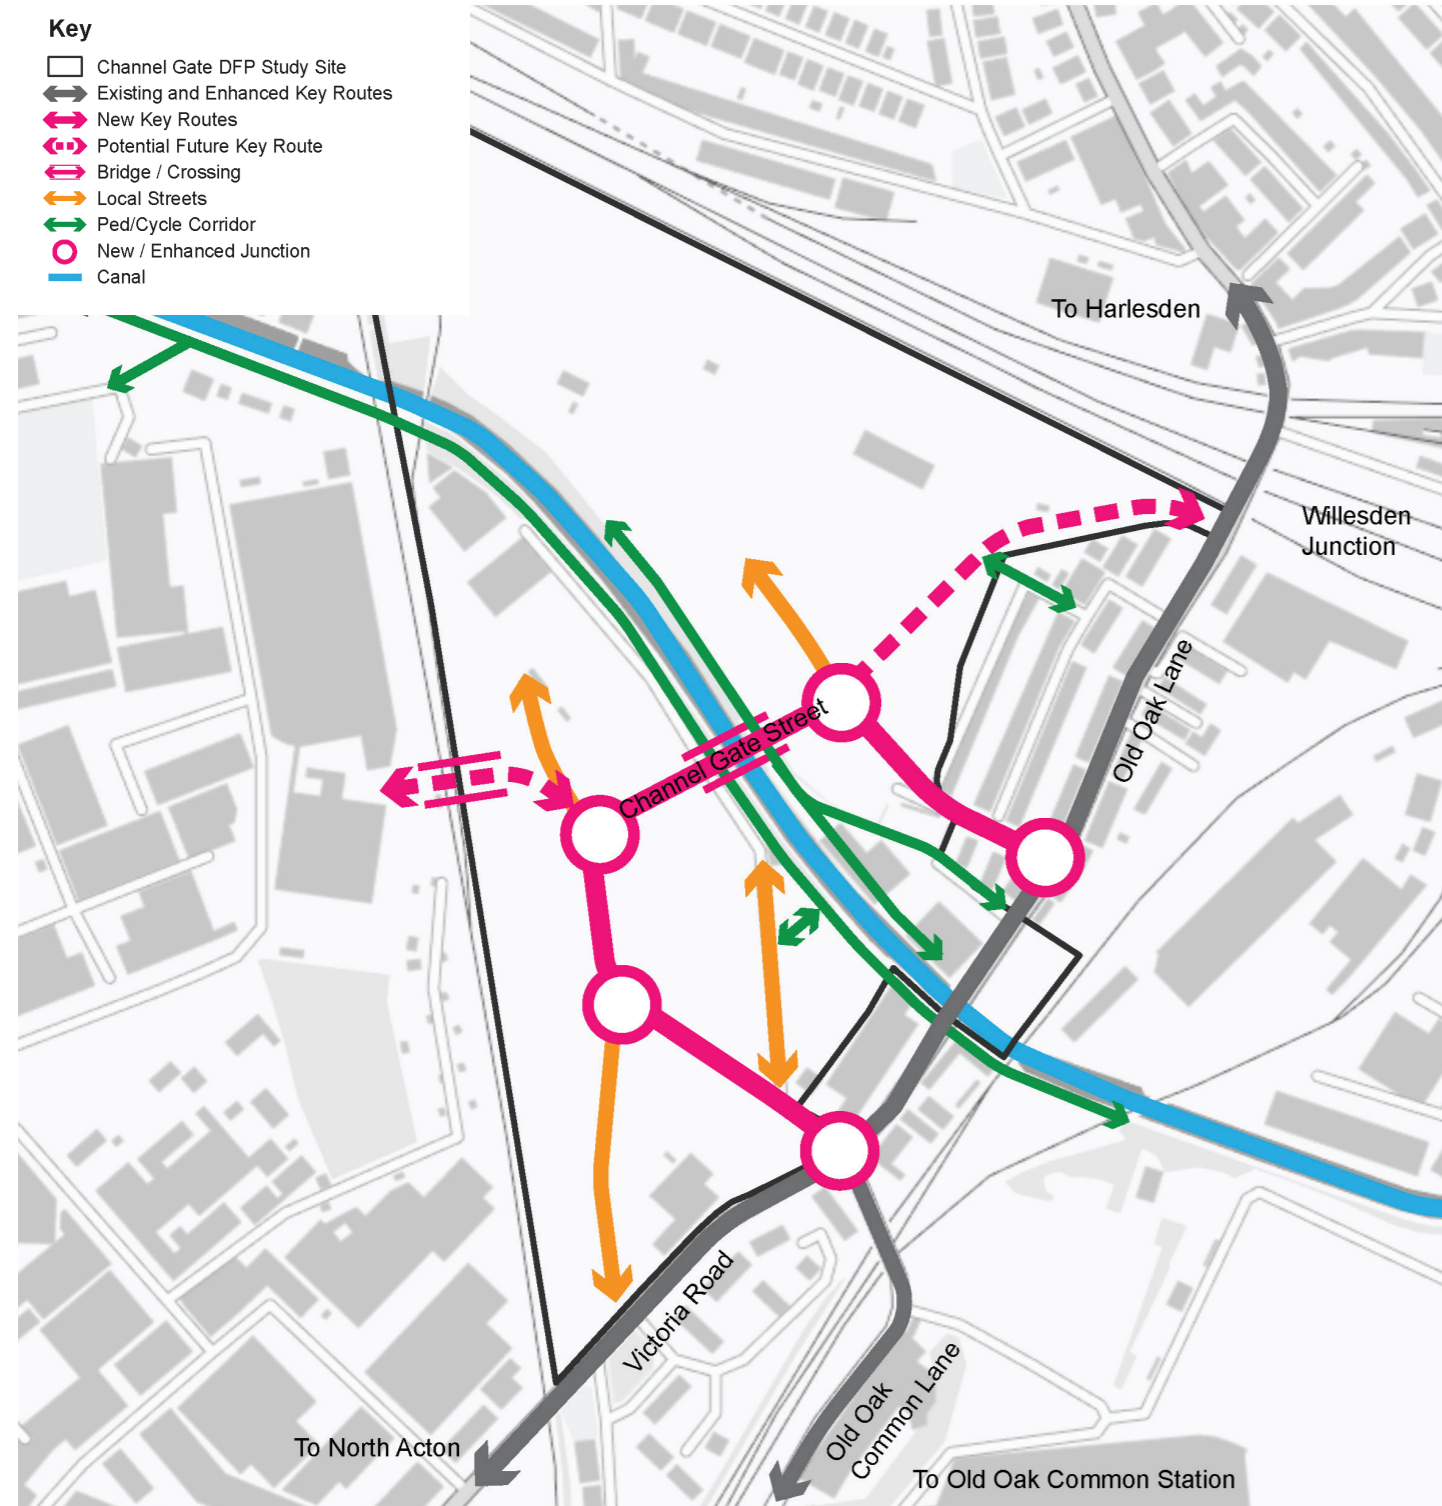 Key
Channel Gate DFP Study Site
Existing and Enhanced Key Routes
New Key Routes
Potential Future Key Route
Bridge / Crossing
Local Streets
Ped/Cycle Corridor
New / Enhanced Junction
Canal
To Harlesden
Willesden
Junction
Old Oak Lane
Channel Gate Street
Victoria Road
Old Oak
Common Lane
To North Acton
To Old Oak Common Station